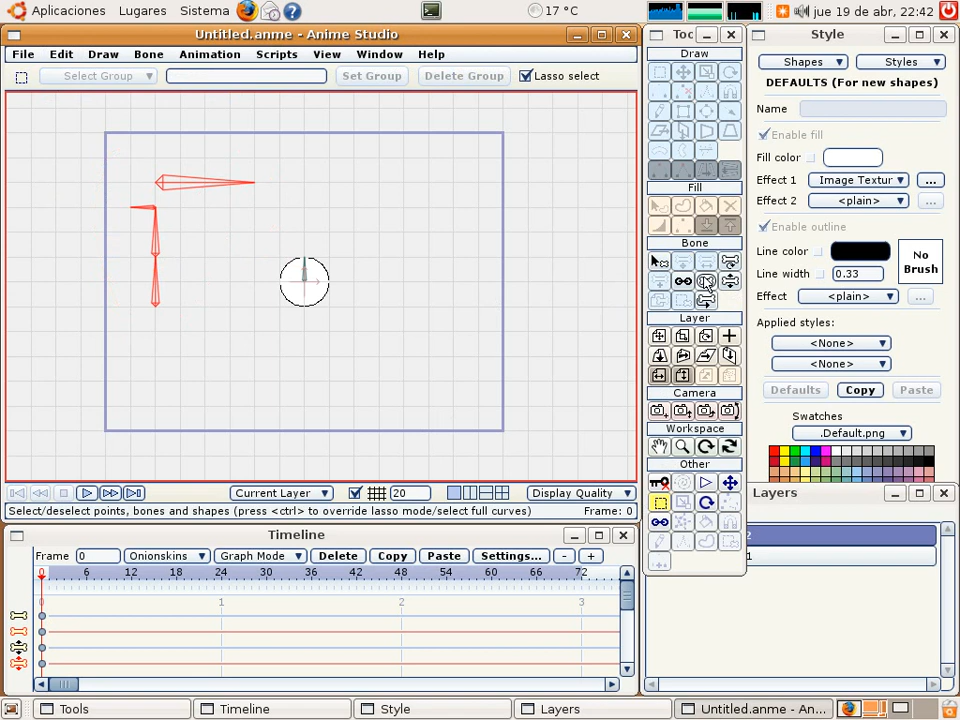 Aplicaciones Lugares Sistema ? 17 °C jue 19 de abr, 22:42
Untitled.anme - Anime Studio
File Edit Draw Bone Animation Scripts View Window Help
Select Group Set Group Delete Group Lasso select
Current Layer 20 Display Quality
Select/deselect points, bones and shapes (press <ctrl> to override lasso mode/select full curves) Frame: 0
Timeline
Frame 0 Onionskins Graph Mode Delete Copy Paste Settings... - +
0 6 12 18 24 30 36 42 48 54 60 66 72
0 1 2 3
Draw
Fill
Bone
Layer
Camera
Workspace
Other
Style
Shapes Styles
DEFAULTS (For new shapes)
Name
Enable fill
Fill color
Effect 1 Image Textur ...
Effect 2 <plain> ...
Enable outline
Line color No
Line width 0.33 Brush
Effect <plain> ...
Applied styles:
<None>
<None>
Defaults Copy Paste
Swatches
.Default.png
Layers
2
1
Tools Timeline Style Layers Untitled.anme - An...